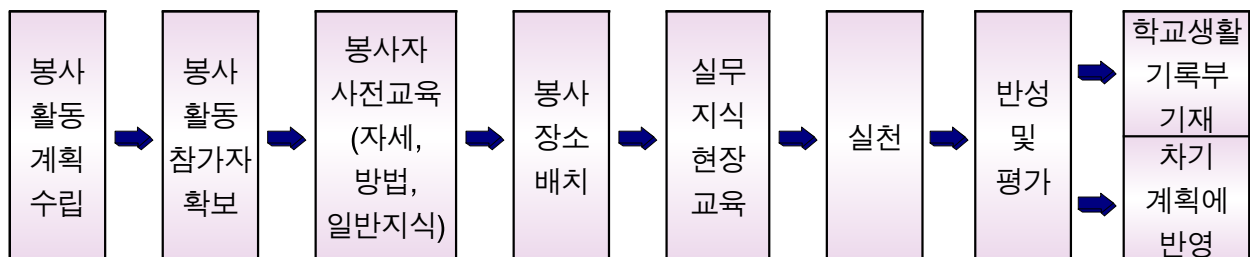 봉사
활동
계획
수립
봉사
활동
참가자
확보
봉사자
사전교육
(자세,
방법,
일반지식)
봉사
장소
배치
실무
지식
현장
교육
실천
반성
및
평가
학교생활
기록부
기재
차기
계획에
반영